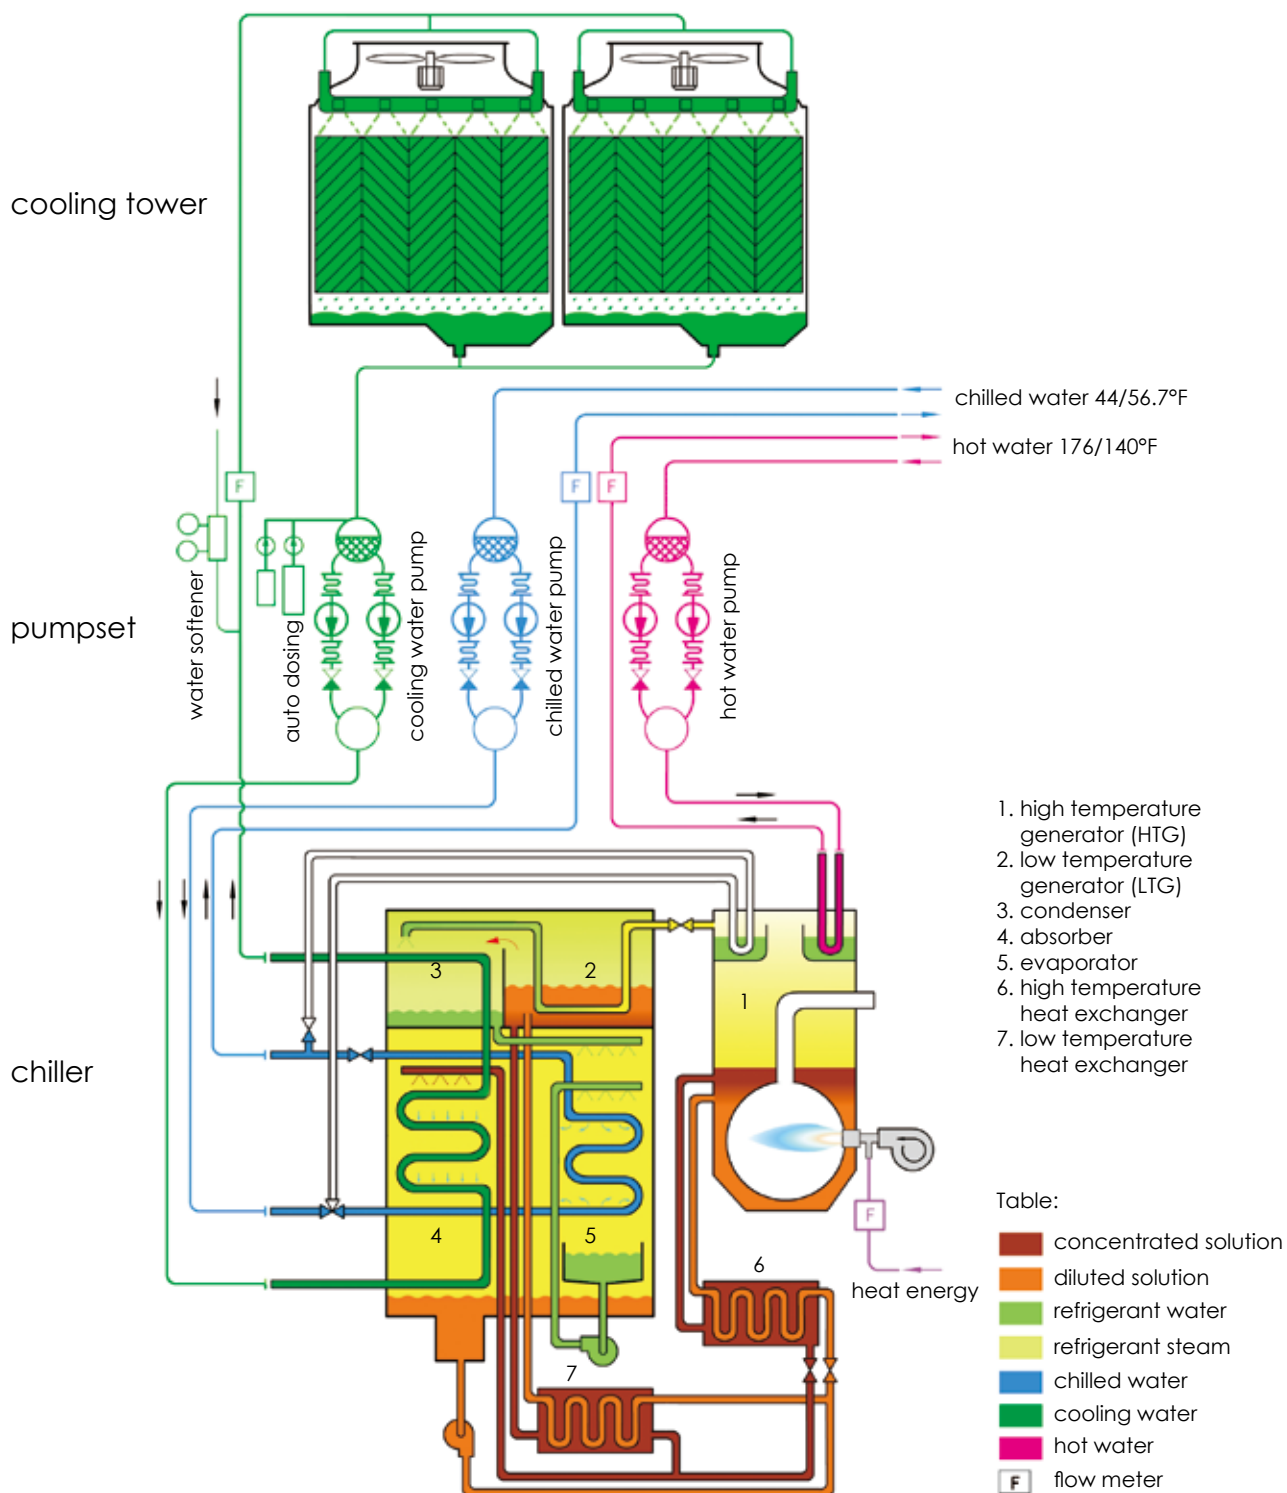 cooling tower
chilled water 44/56.7°F
hot water 176/140°F
F
F
F
water softener
auto dosing
cooling water pump
chilled water pump
hot water pump
pumpset
1. high temperature
generator (HTG)
2. low temperature
generator (LTG)
3. condenser
4. absorber
5. evaporator
6. high temperature
heat exchanger
7. low temperature
heat exchanger
3
2
1
chiller
4
5
6
7
F
heat energy
Table:
concentrated solution
diluted solution
refrigerant water
refrigerant steam
chilled water
cooling water
hot water
F flow meter